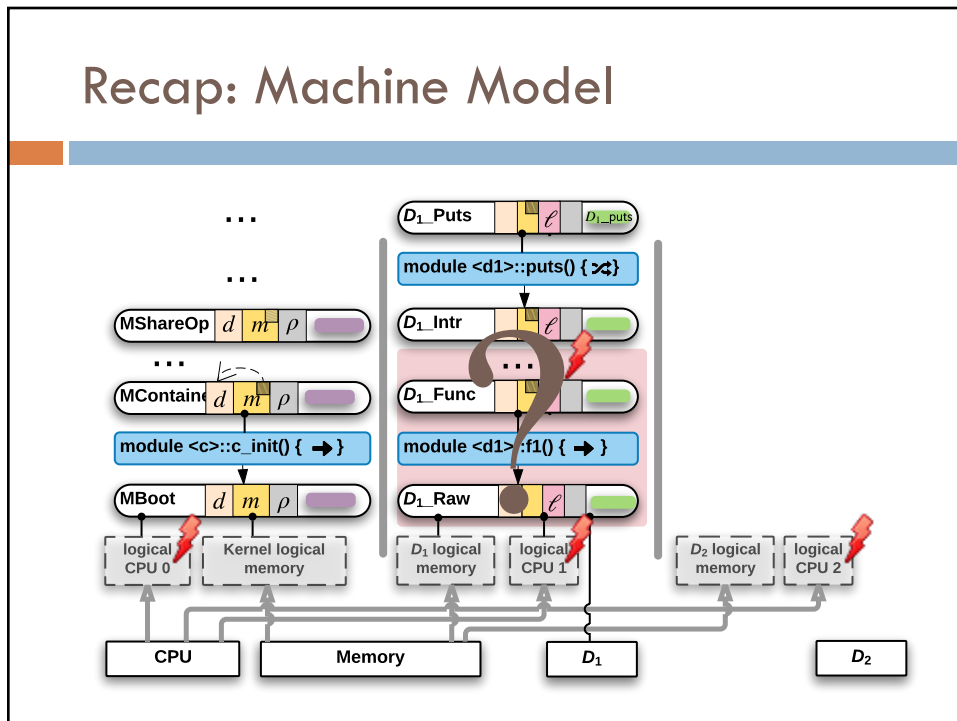 Recap: Machine Model
...
...
MShareOp d m ρ
...
MContaine d m ρ
module <c>::c_init() { → }
MBoot d m ρ
logical CPU 0
Kernel logical memory
D₁_Puts ℓ D₁_puts
module <d1>::puts() { 🔀 }
D₁_Intr ℓ
...
?
D₁_Func
module <d1>::f1() { → }
D₁_Raw ℓ
D₁ logical memory
logical CPU 1
D₂ logical memory
logical CPU 2
CPU
Memory
D₁
D₂